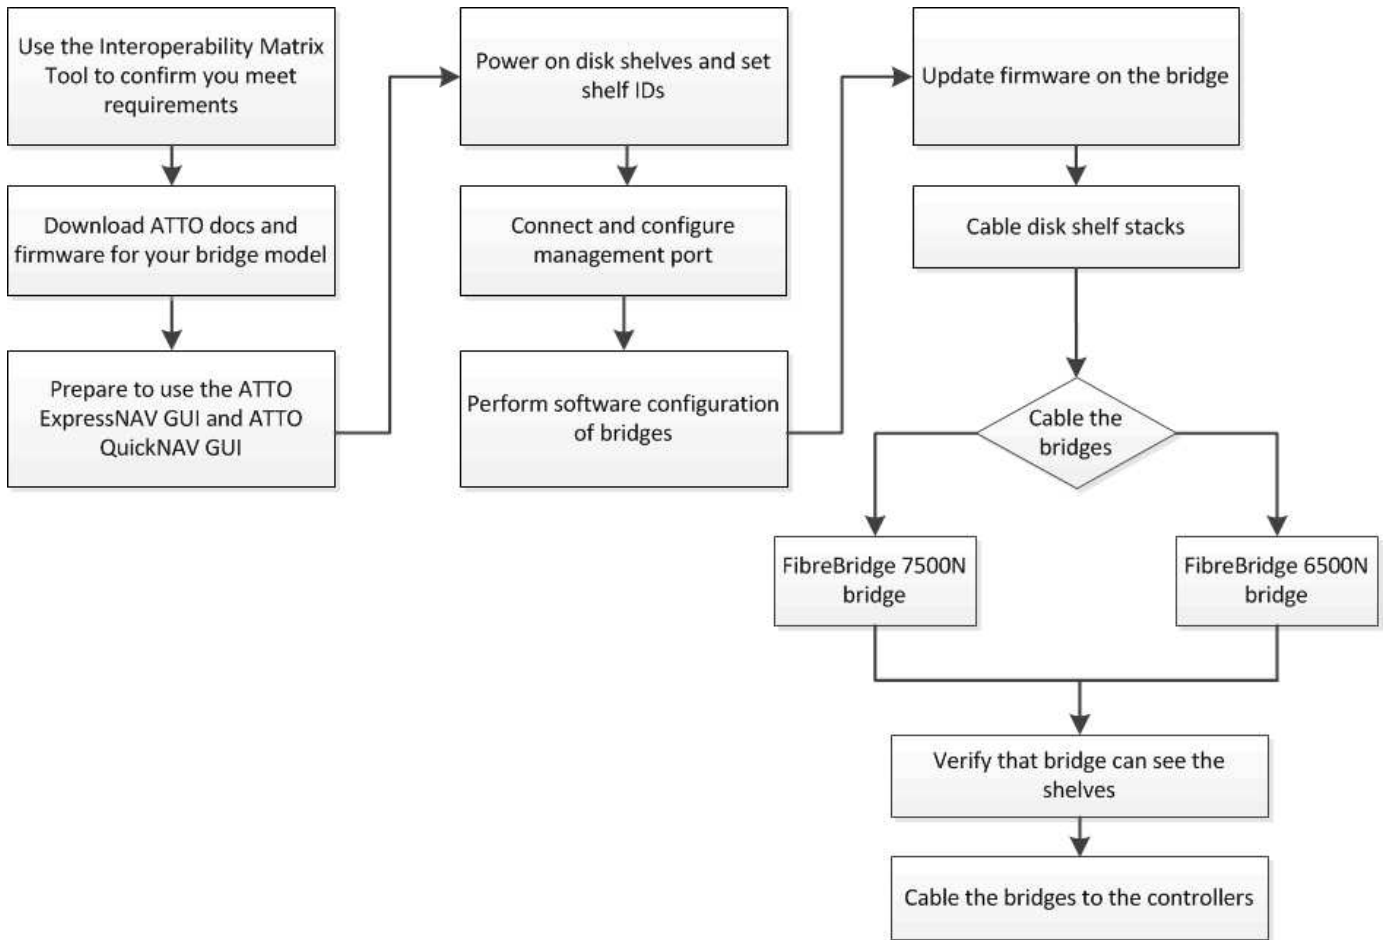 Use the Interoperability Matrix
Tool to confirm you meet
requirements
Download ATTO docs and
firmware for your bridge model
Prepare to use the ATTO
ExpressNAV GUI and ATTO
QuickNAV GUI
Power on disk shelves and set
shelf IDs
Connect and configure
management port
Perform software configuration
of bridges
Update firmware on the bridge
Cable disk shelf stacks
Cable the
bridges
FibreBridge 7500N
bridge
FibreBridge 6500N
bridge
Verify that bridge can see the
shelves
Cable the bridges to the controllers